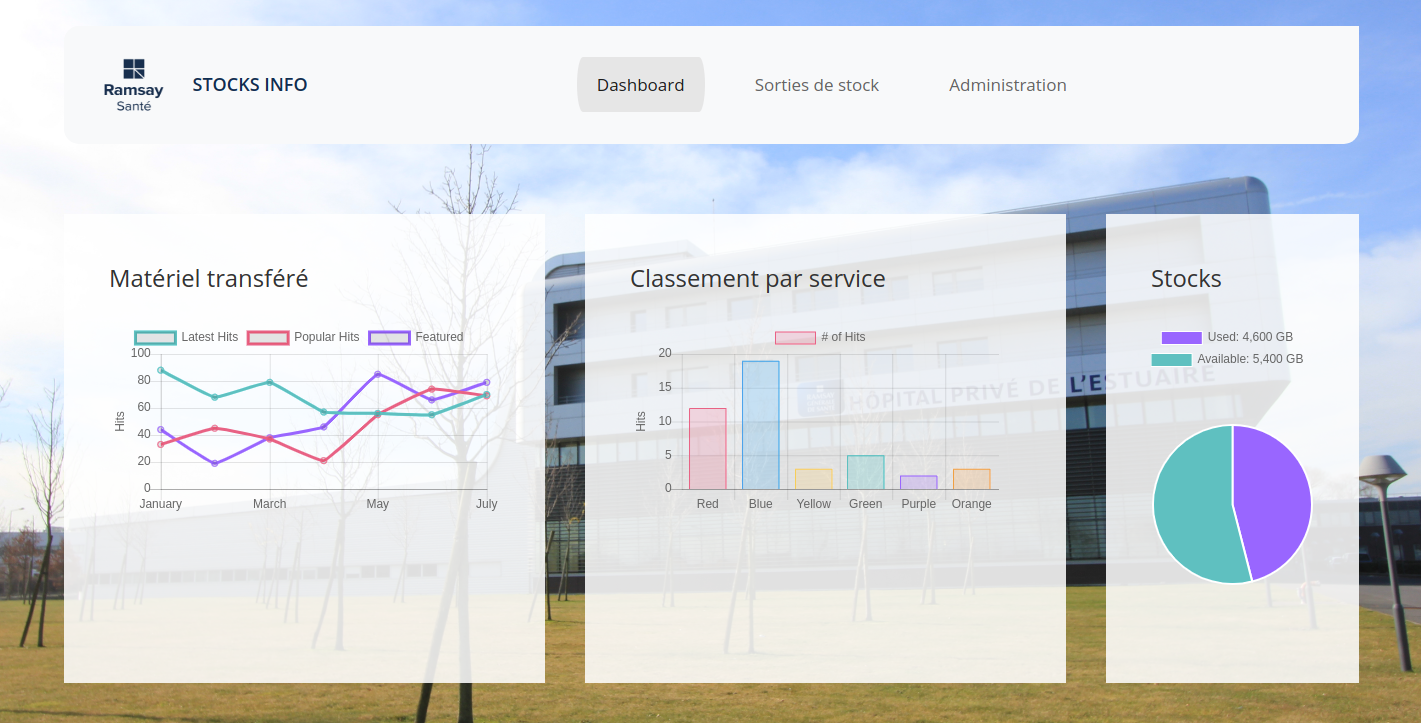 Ramsay
Santé
STOCKS INFO
Dashboard
Sorties de stock
Administration
Matériel transféré
Latest Hits
Popular Hits
Featured
100
80
60
40
20
0
Hits
January
March
May
July
Classement par service
# of Hits
20
15
10
5
0
Hits
Red
Blue
Yellow
Green
Purple
Orange
HÔPITAL PRIVÉ DE L'ESTUAIRE
Stocks
Used: 4,600 GB
Available: 5,400 GB